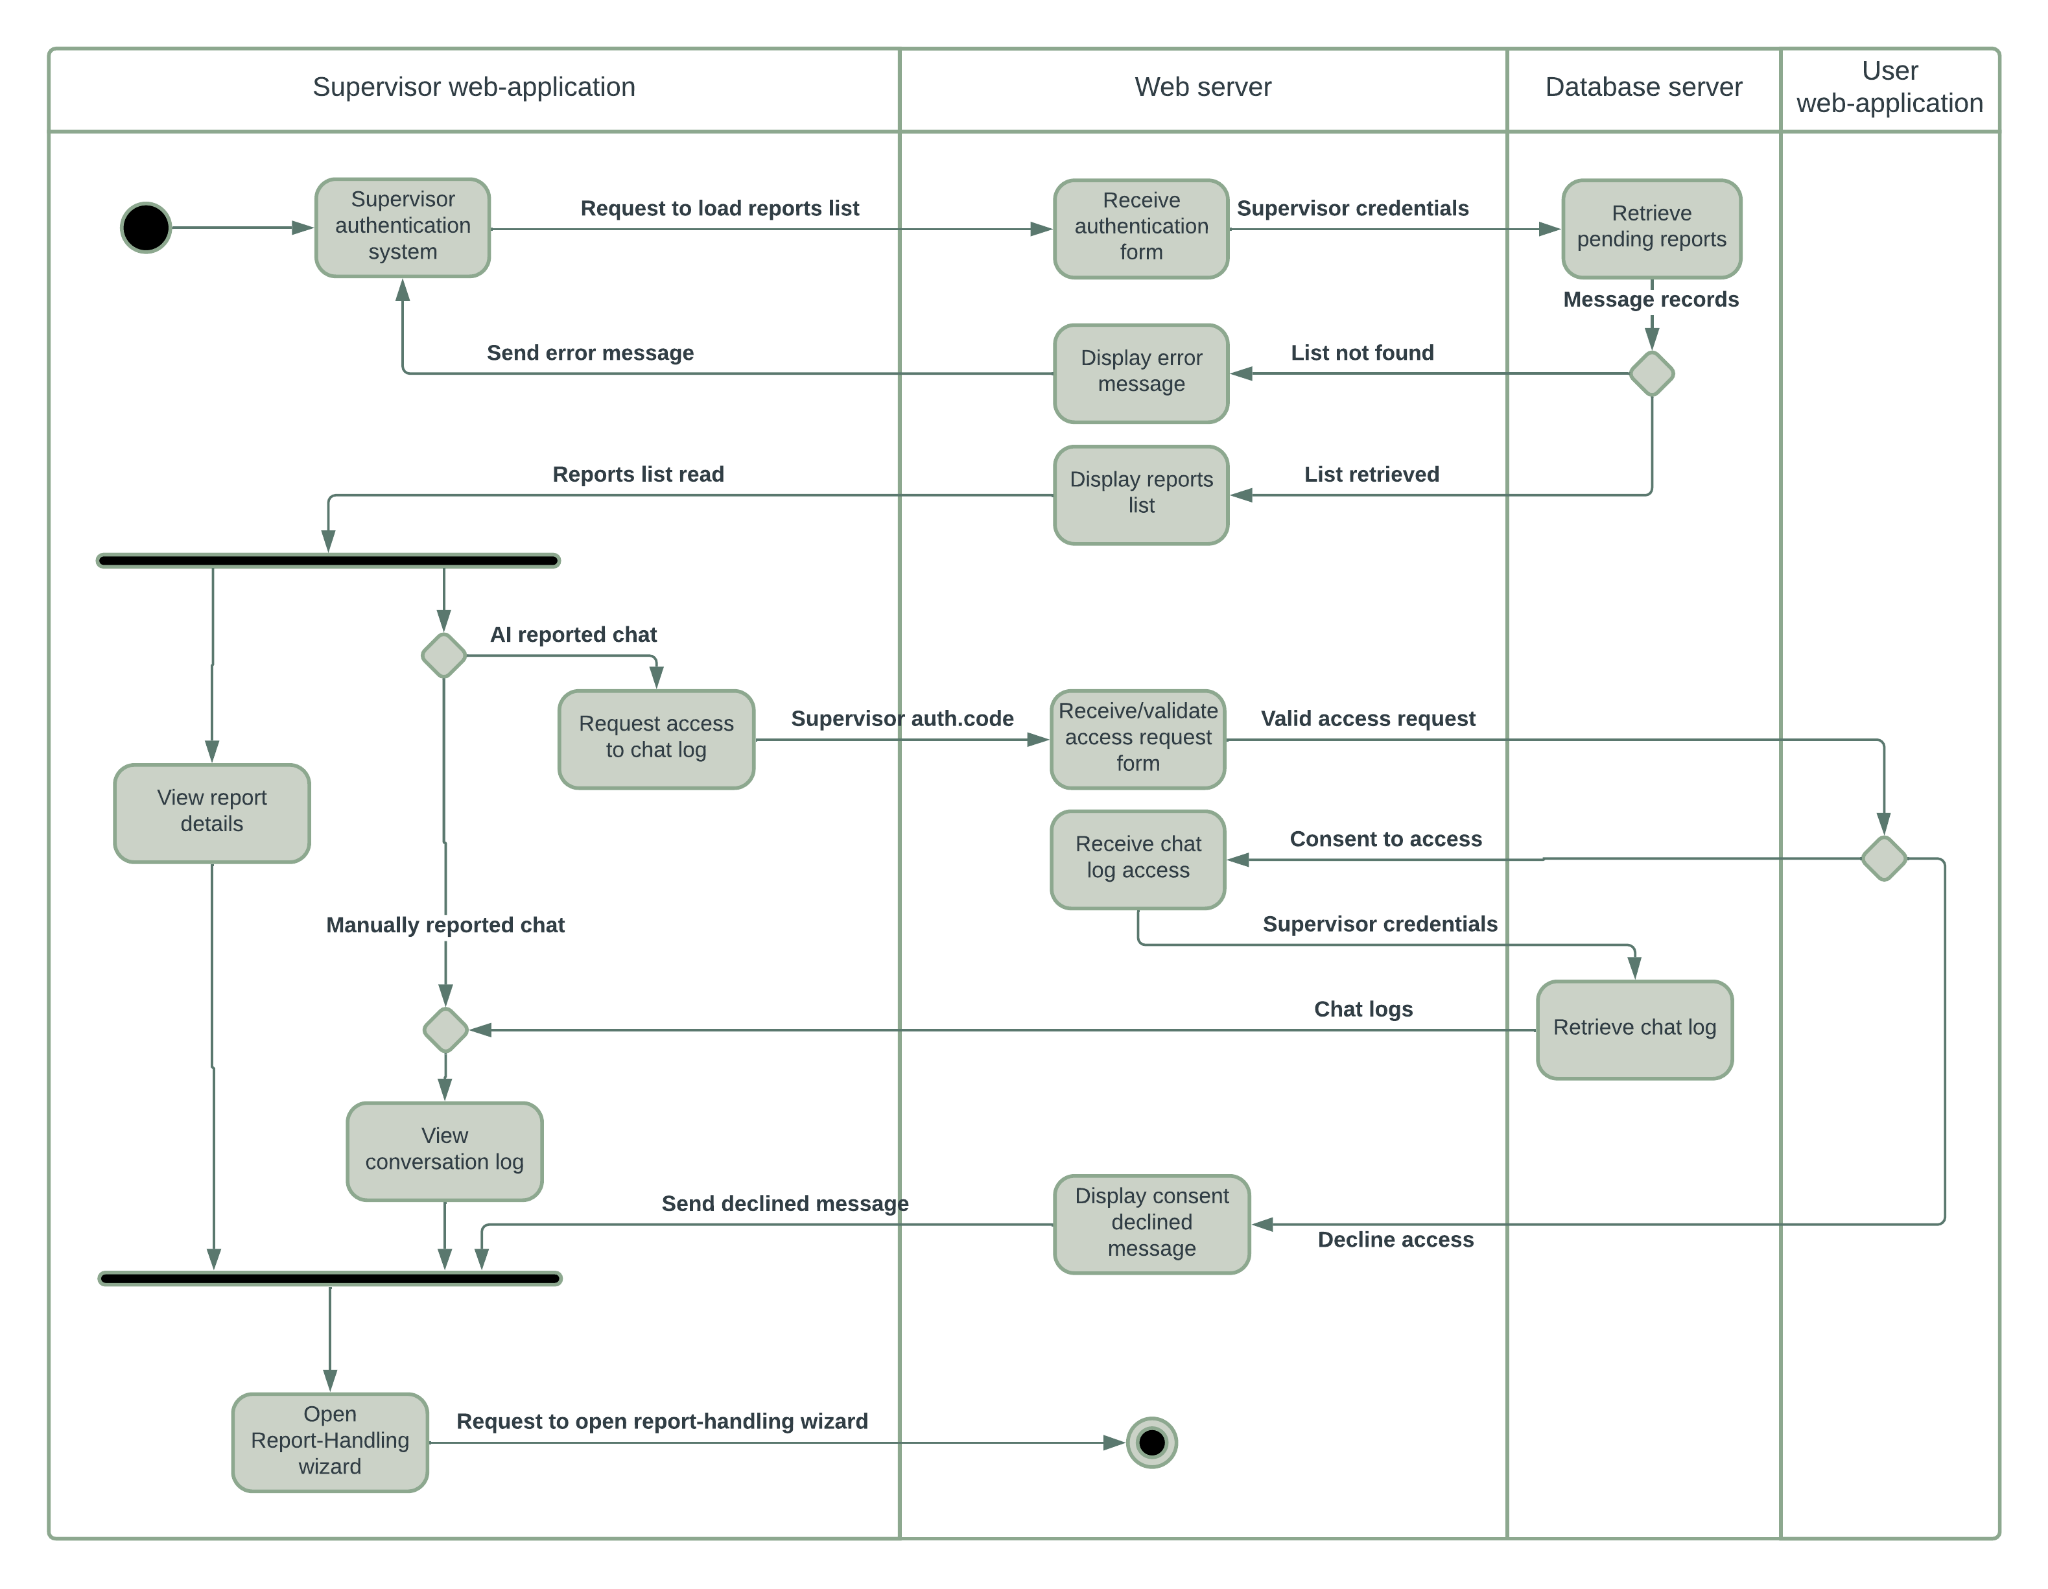 Supervisor web-application
Web server
Database server
User
web-application
Supervisor
authentication
system
Request to load reports list
Receive
authentication
form
Supervisor credentials
Retrieve
pending reports
Message records
Send error message
Display error
message
List not found
Reports list read
Display reports
list
List retrieved
AI reported chat
Request access
to chat log
Supervisor auth.code
Receive/validate
access request
form
Valid access request
View report
details
Receive chat
log access
Consent to access
Manually reported chat
Supervisor credentials
Chat logs
Retrieve chat log
View
conversation log
Send declined message
Display consent
declined
message
Decline access
Open
Report-Handling
wizard
Request to open report-handling wizard